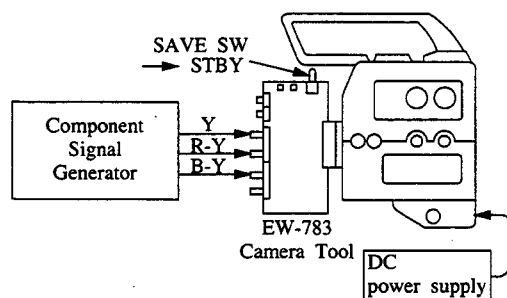 SAVE SW
→ STBY
Component
Signal
Generator
Y
R-Y
B-Y
EW-783
Camera Tool
DC
power supply